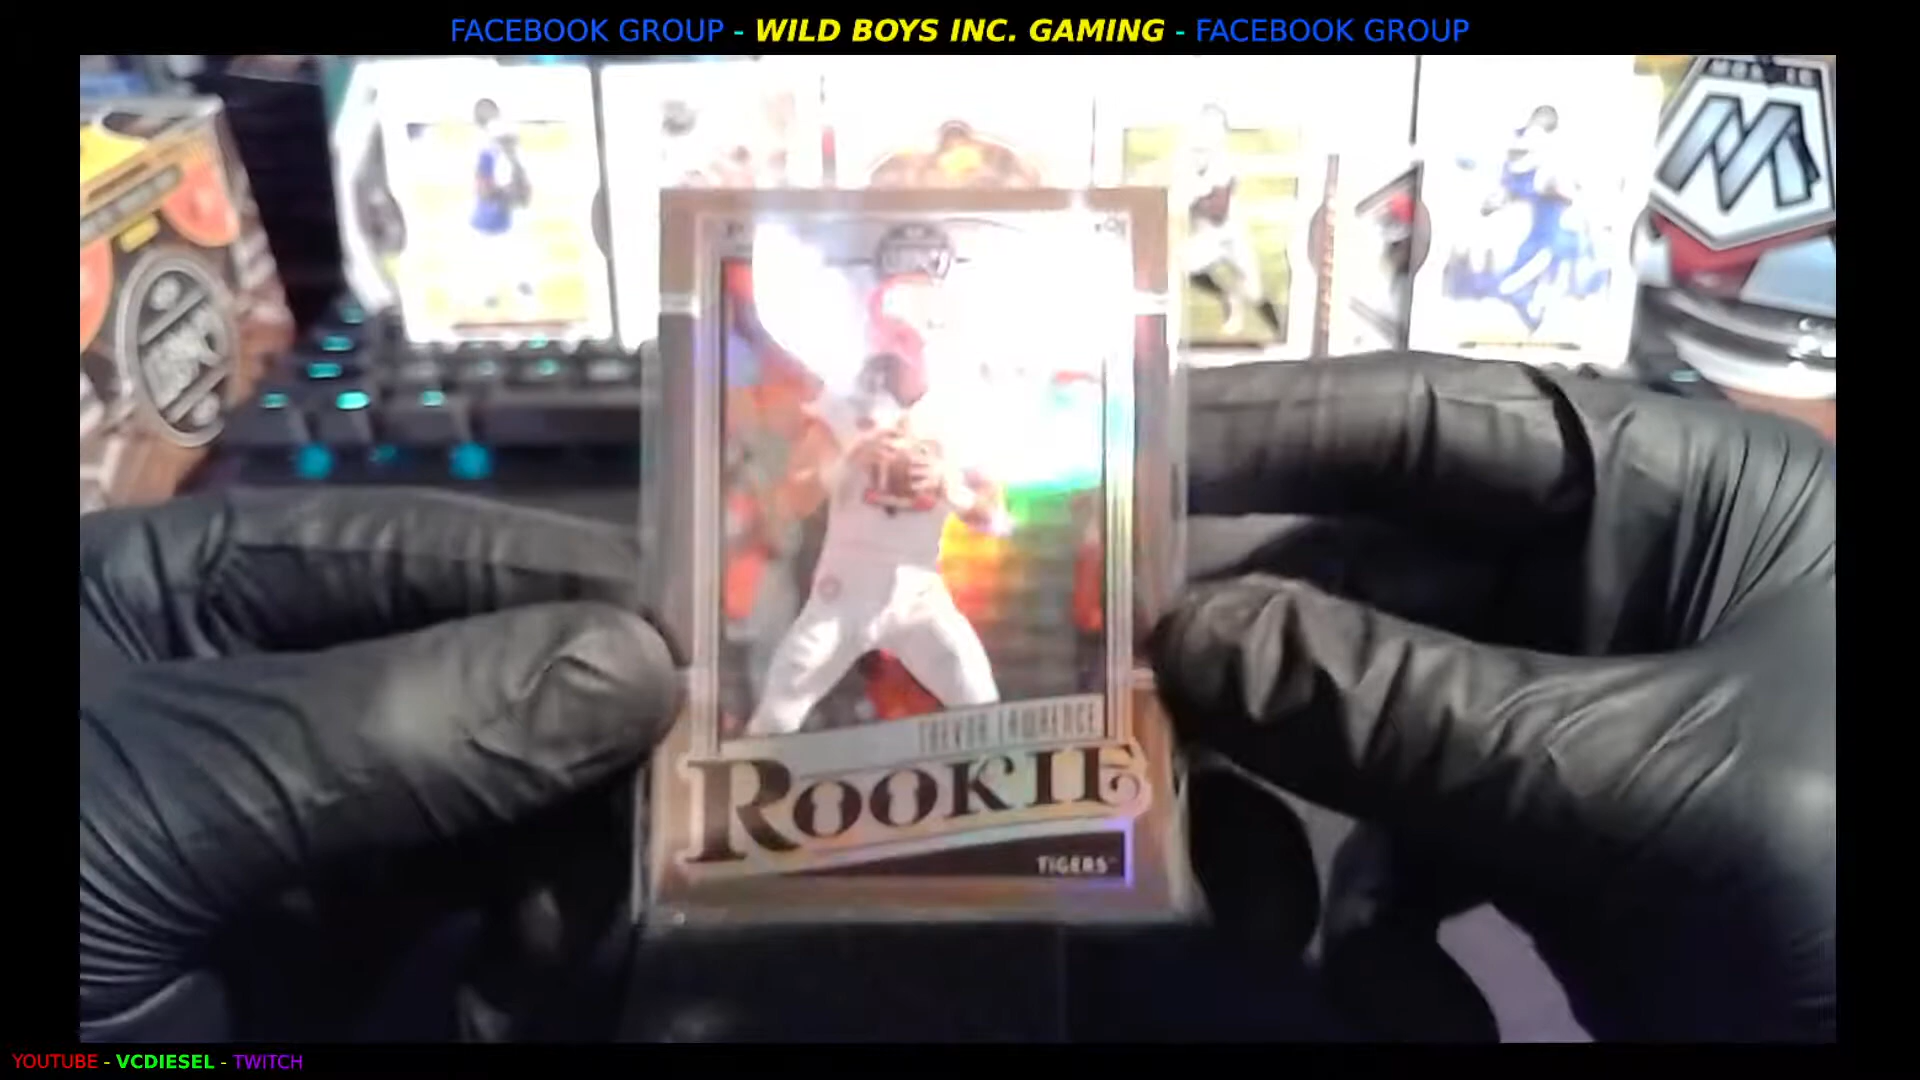 FACEBOOK GROUP - WILD BOYS INC. GAMING - FACEBOOK GROUP
TREVOR LAWRENCE
ROOKIE
TIGERS
YOUTUBE - VCDIESEL - TWITCH